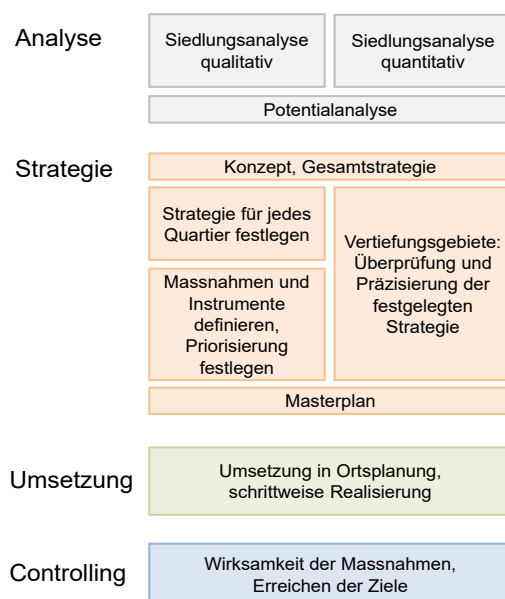 Analyse
Siedlungsanalyse
qualitativ
Siedlungsanalyse
quantitativ
Potentialanalyse
Strategie
Konzept, Gesamtstrategie
Strategie für jedes
Quartier festlegen
Massnahmen und
Instrumente
definieren,
Priorisierung
festlegen
Vertiefungsgebiete:
Überprüfung und
Präzisierung der
festgelegten
Strategie
Masterplan
Umsetzung
Umsetzung in Ortsplanung,
schrittweise Realisierung
Controlling
Wirksamkeit der Massnahmen,
Erreichen der Ziele